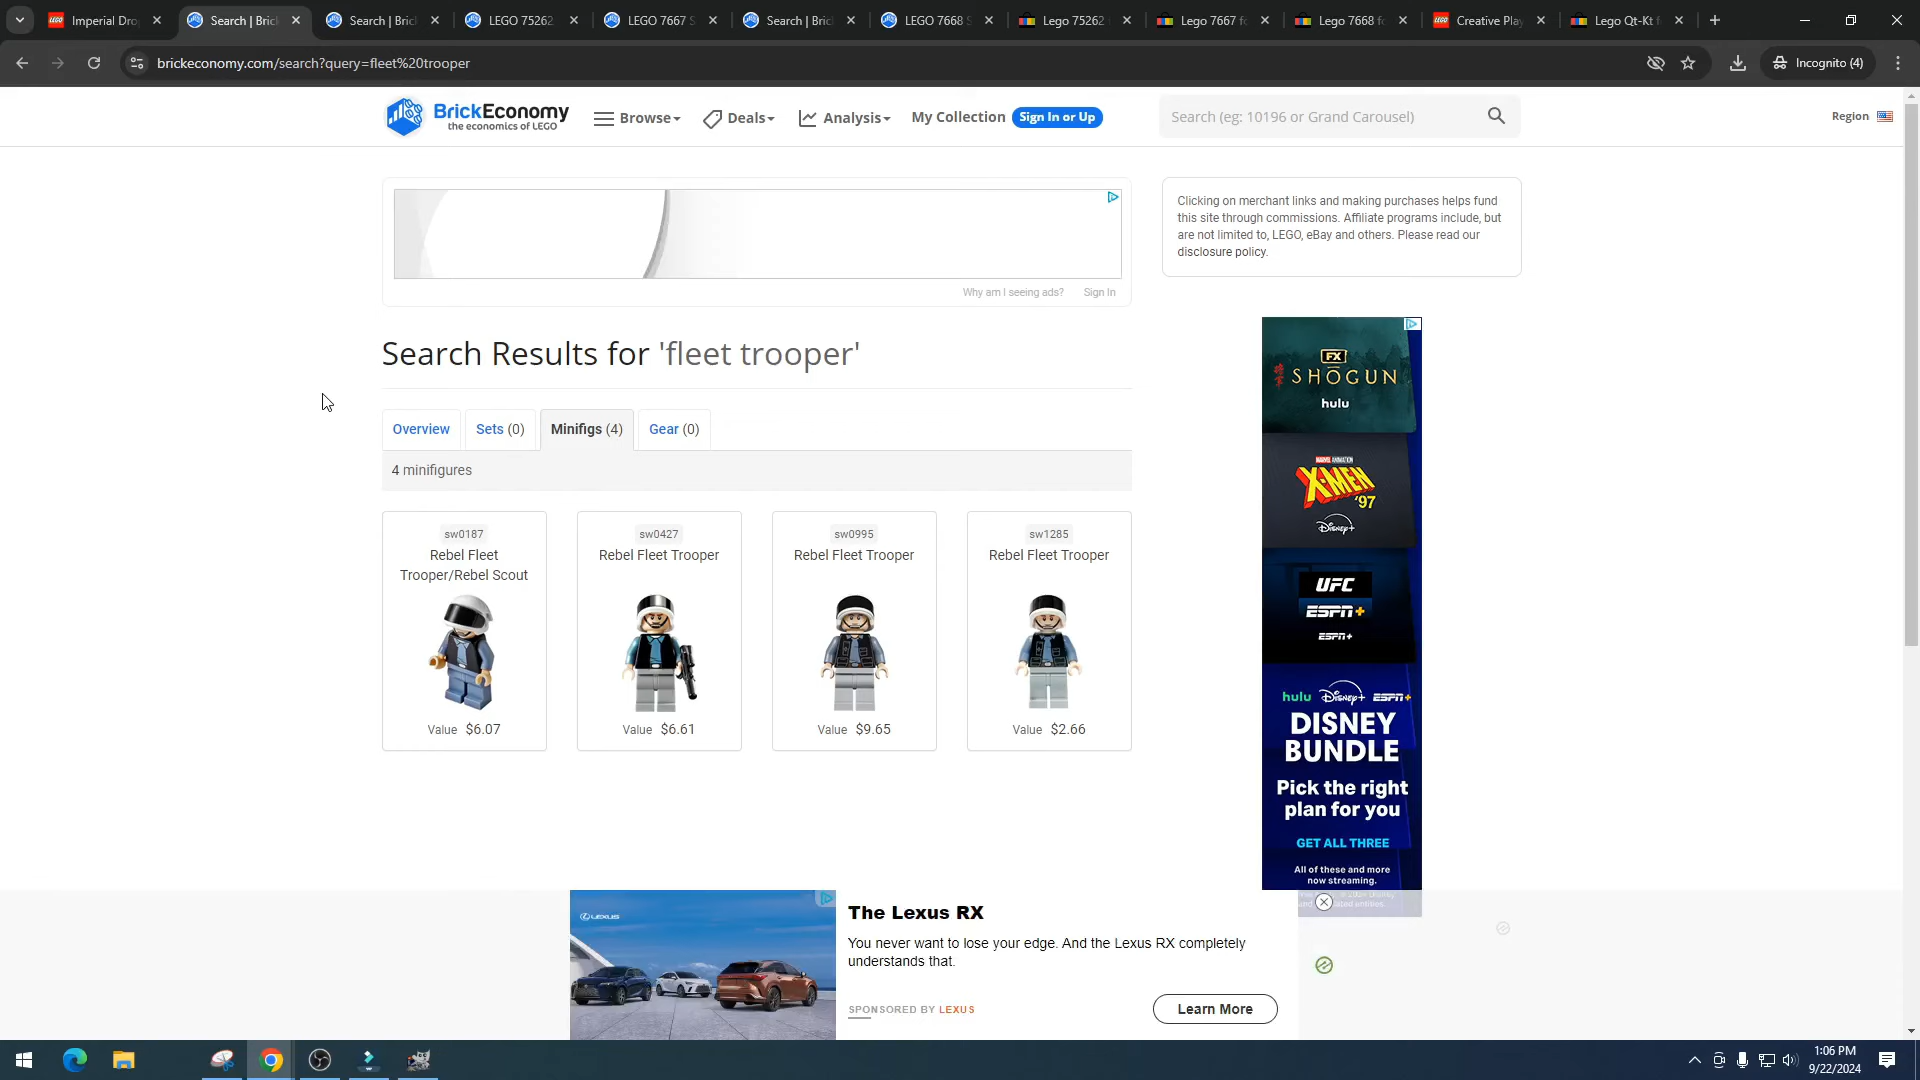 Imperial Drop
Search | Brick
Search | Brick
LEGO 75262
LEGO 7667 S
Search | Brick
LEGO 7668 S
Lego 75262
Lego 7667 fo
Lego 7668 fo
Creative Play
Lego Qt-Kt f
brickeconomy.com/search?query=fleet%20trooper
Incognito (4)
BrickEconomy
the economics of LEGO
Browse
Deals
Analysis
My Collection
Sign In or Up
Search (eg: 10196 or Grand Carousel)
Region
Why am I seeing ads?
Sign In
Clicking on merchant links and making purchases helps fund
this site through commissions. Affiliate programs include, but
are not limited to, LEGO, eBay and others. Please read our
disclosure policy.
Search Results for 'fleet trooper'
Overview
Sets (0)
Minifigs (4)
Gear (0)
4 minifigures
sw0187
Rebel Fleet
Trooper/Rebel Scout
Value $6.07
sw0427
Rebel Fleet Trooper
Value $6.61
sw0995
Rebel Fleet Trooper
Value $9.65
sw1285
Rebel Fleet Trooper
Value $2.66
FX
SHŌGUN
hulu
MARVEL ANIMATION
X-MEN
'97
Disney+
UFC
ESPN+
ESPN+
hulu Disney+ ESPN+
DISNEY
BUNDLE
Pick the right
plan for you
GET ALL THREE
All of these and more
now streaming.
LEXUS
The Lexus RX
You never want to lose your edge. And the Lexus RX completely
understands that.
SPONSORED BY LEXUS
Learn More
1:06 PM
9/22/2024